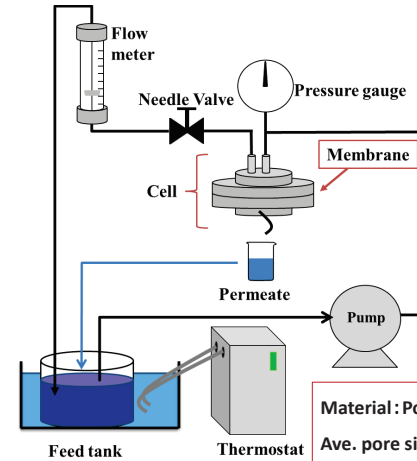 Flow
meter
Needle Valve
Pressure gauge
Membrane
Cell
Permeate
Pump
Feed tank
Thermostat
Material : Po
Ave. pore si